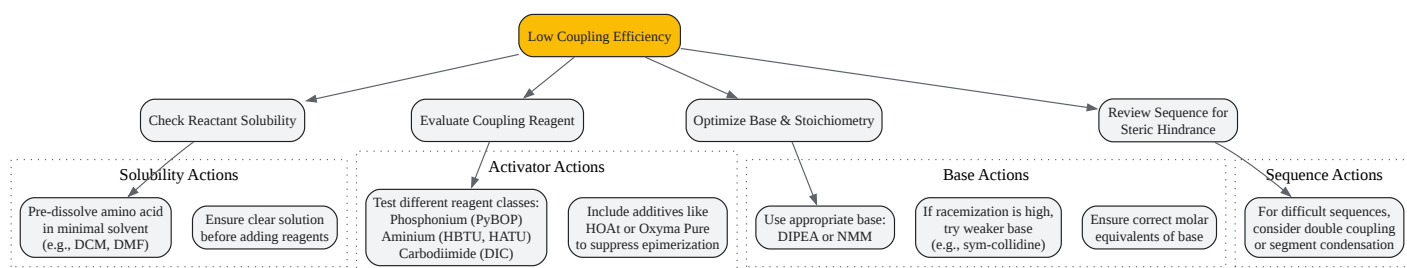 Low Coupling Efficiency
Check Reactant Solubility
Evaluate Coupling Reagent
Optimize Base & Stoichiometry
Review Sequence for
Steric Hindrance
Solubility Actions
Pre-dissolve amino acid
in minimal solvent
(e.g., DCM, DMF)
Ensure clear solution
before adding reagents
Activator Actions
Test different reagent classes:
Phosphonium (PyBOP)
Aminium (HBTU, HATU)
Carbodiimide (DIC)
Include additives like
HOAt or Oxyma Pure
to suppress epimerization
Base Actions
Use appropriate base:
DIPEA or NMM
If racemization is high,
try weaker base
(e.g., sym-collidine)
Ensure correct molar
equivalents of base
Sequence Actions
For difficult sequences,
consider double coupling
or segment condensation